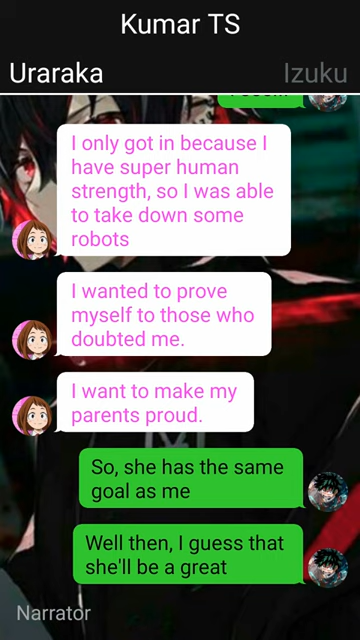 Kumar TS
Uraraka
Izuku
I only got in because I
have super human
strength, so I was able
to take down some
robots
I wanted to prove
myself to those who
doubted me.
I want to make my
parents proud.
So, she has the same
goal as me
Well then, I guess that
she'll be a great
Narrator